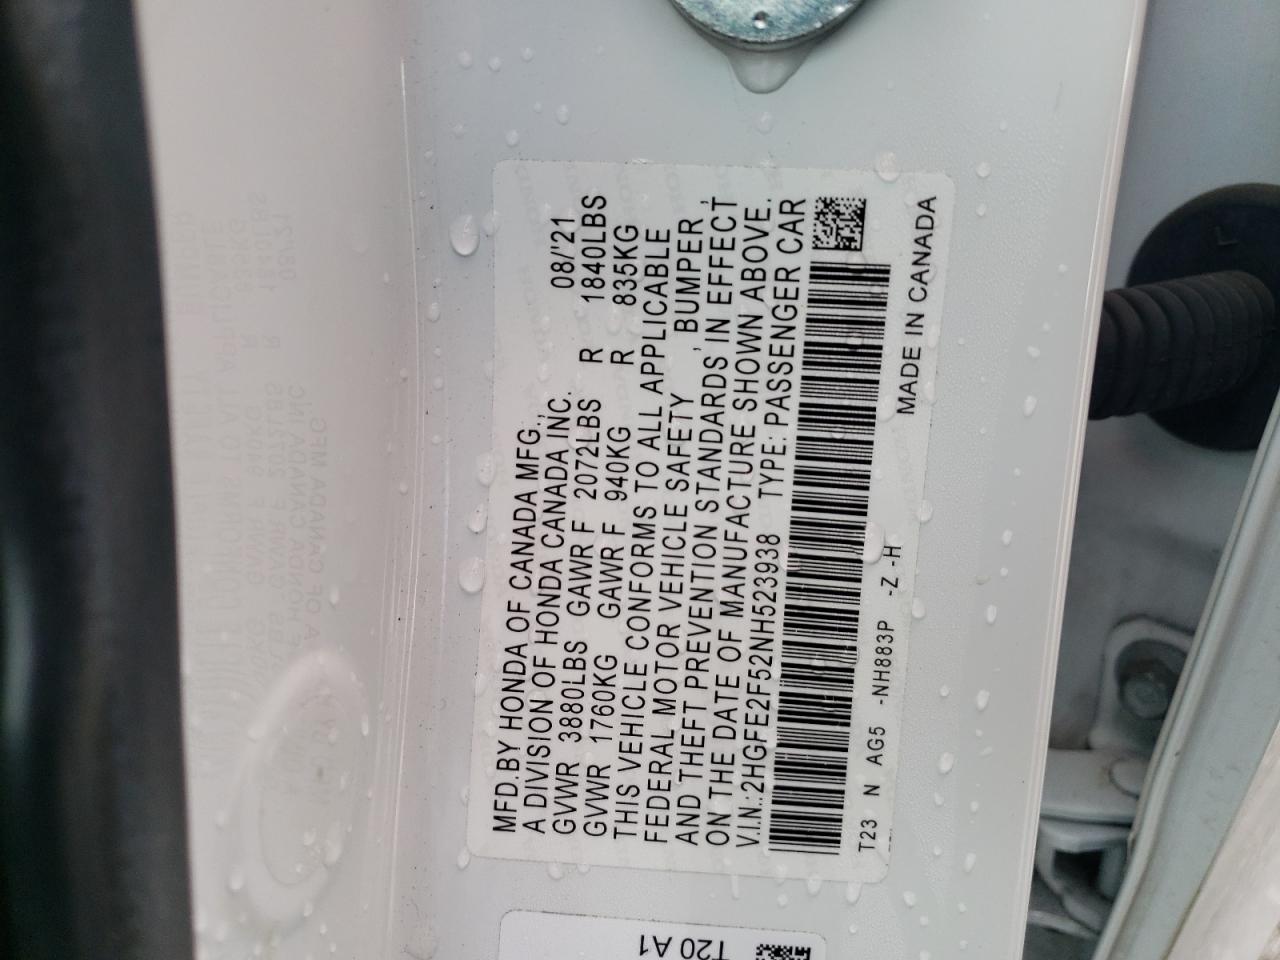 MFD.BY HONDA OF CANADA MFG.,
A DIVISION OF HONDA CANADA INC. 08/'21
GVWR 3880LBS GAWR F 2072LBS R 1840LBS
GVWR 1760KG GAWR F 940KG R 835KG
THIS VEHICLE CONFORMS TO ALL APPLICABLE
FEDERAL MOTOR VEHICLE SAFETY, BUMPER,
AND THEFT PREVENTION STANDARDS, IN EFFECT
ON THE DATE OF MANUFACTURE SHOWN ABOVE.
V.I.N.:2HGFE2F52NH523938 TYPE: PASSENGER CAR
T23 N AG5 -NH883P -Z -H MADE IN CANADA
T20 A1